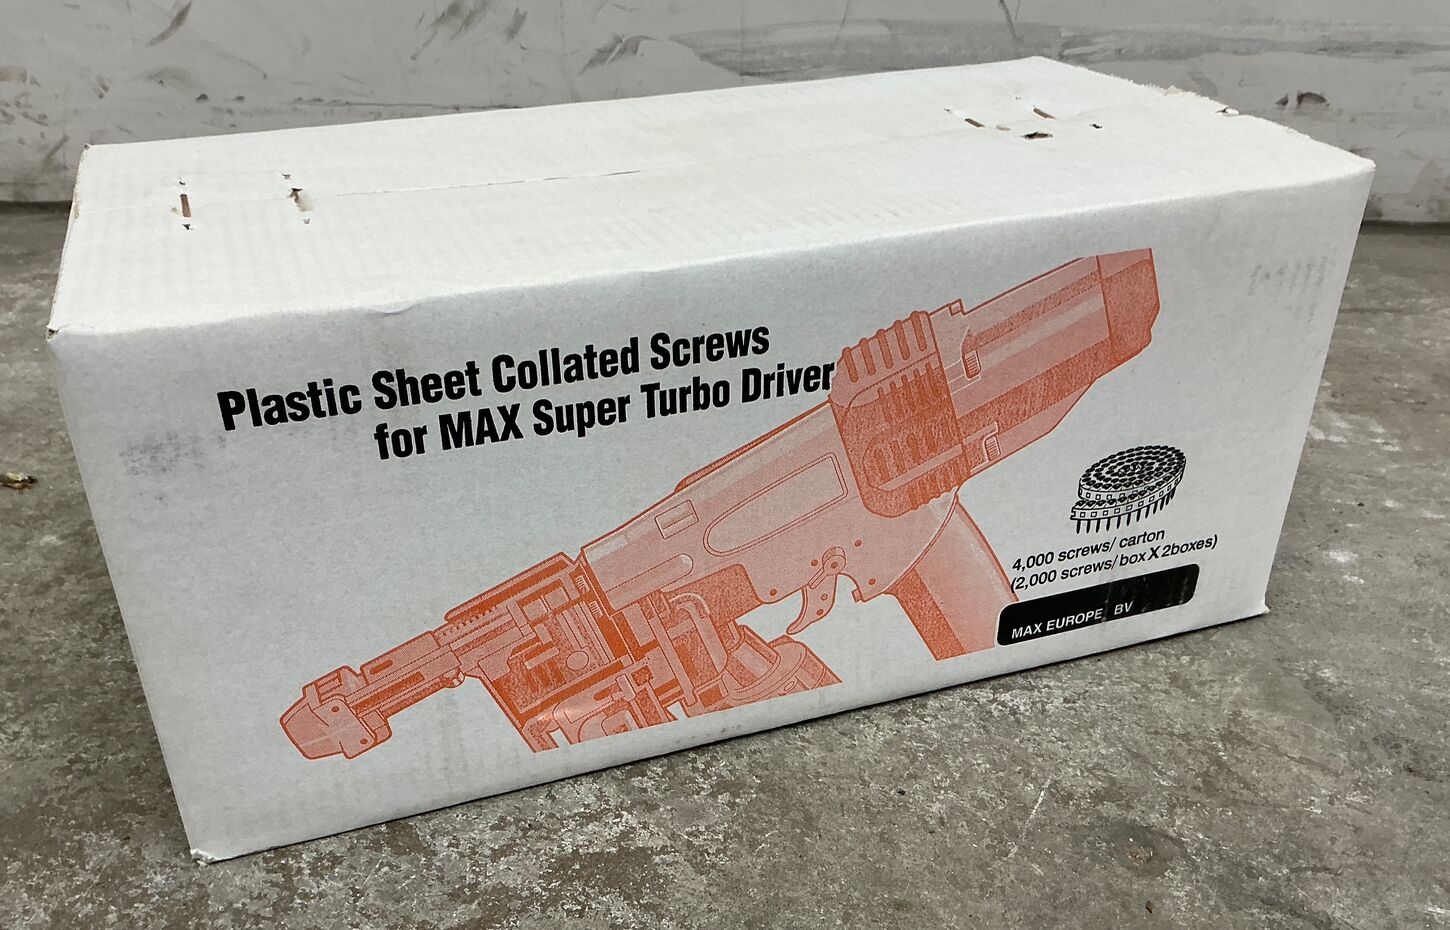 Plastic Sheet Collated Screws
for MAX Super Turbo Driver
4,000 screws/ carton
(2,000 screws/ box X 2boxes)
MAX EUROPE BV